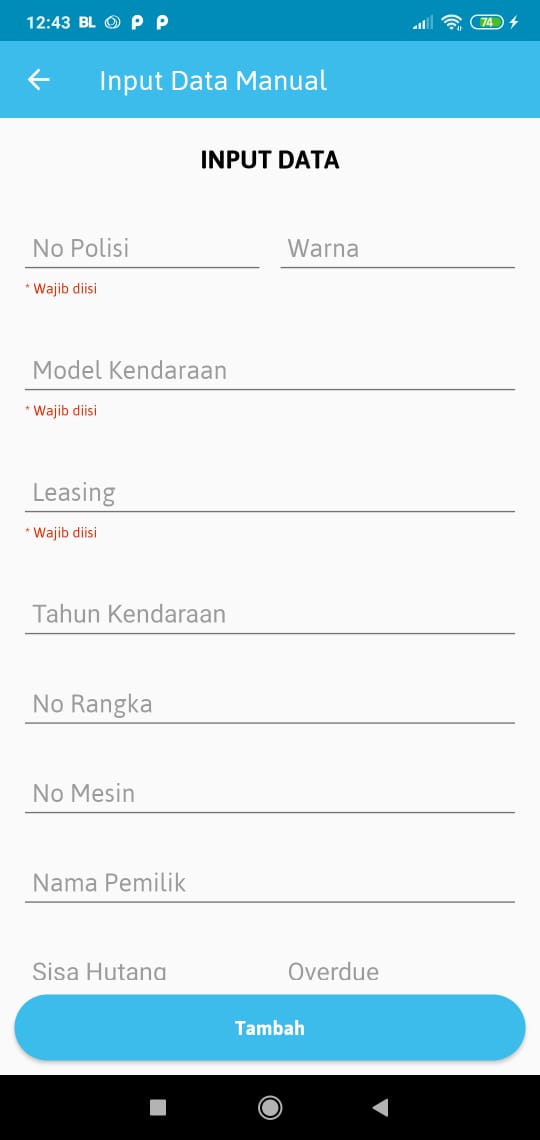 12:43 BL P P 74
Input Data Manual
INPUT DATA
No Polisi Warna
* Wajib diisi
Model Kendaraan
* Wajib diisi
Leasing
* Wajib diisi
Tahun Kendaraan
No Rangka
No Mesin
Nama Pemilik
Sisa Hutang Overdue
Tambah